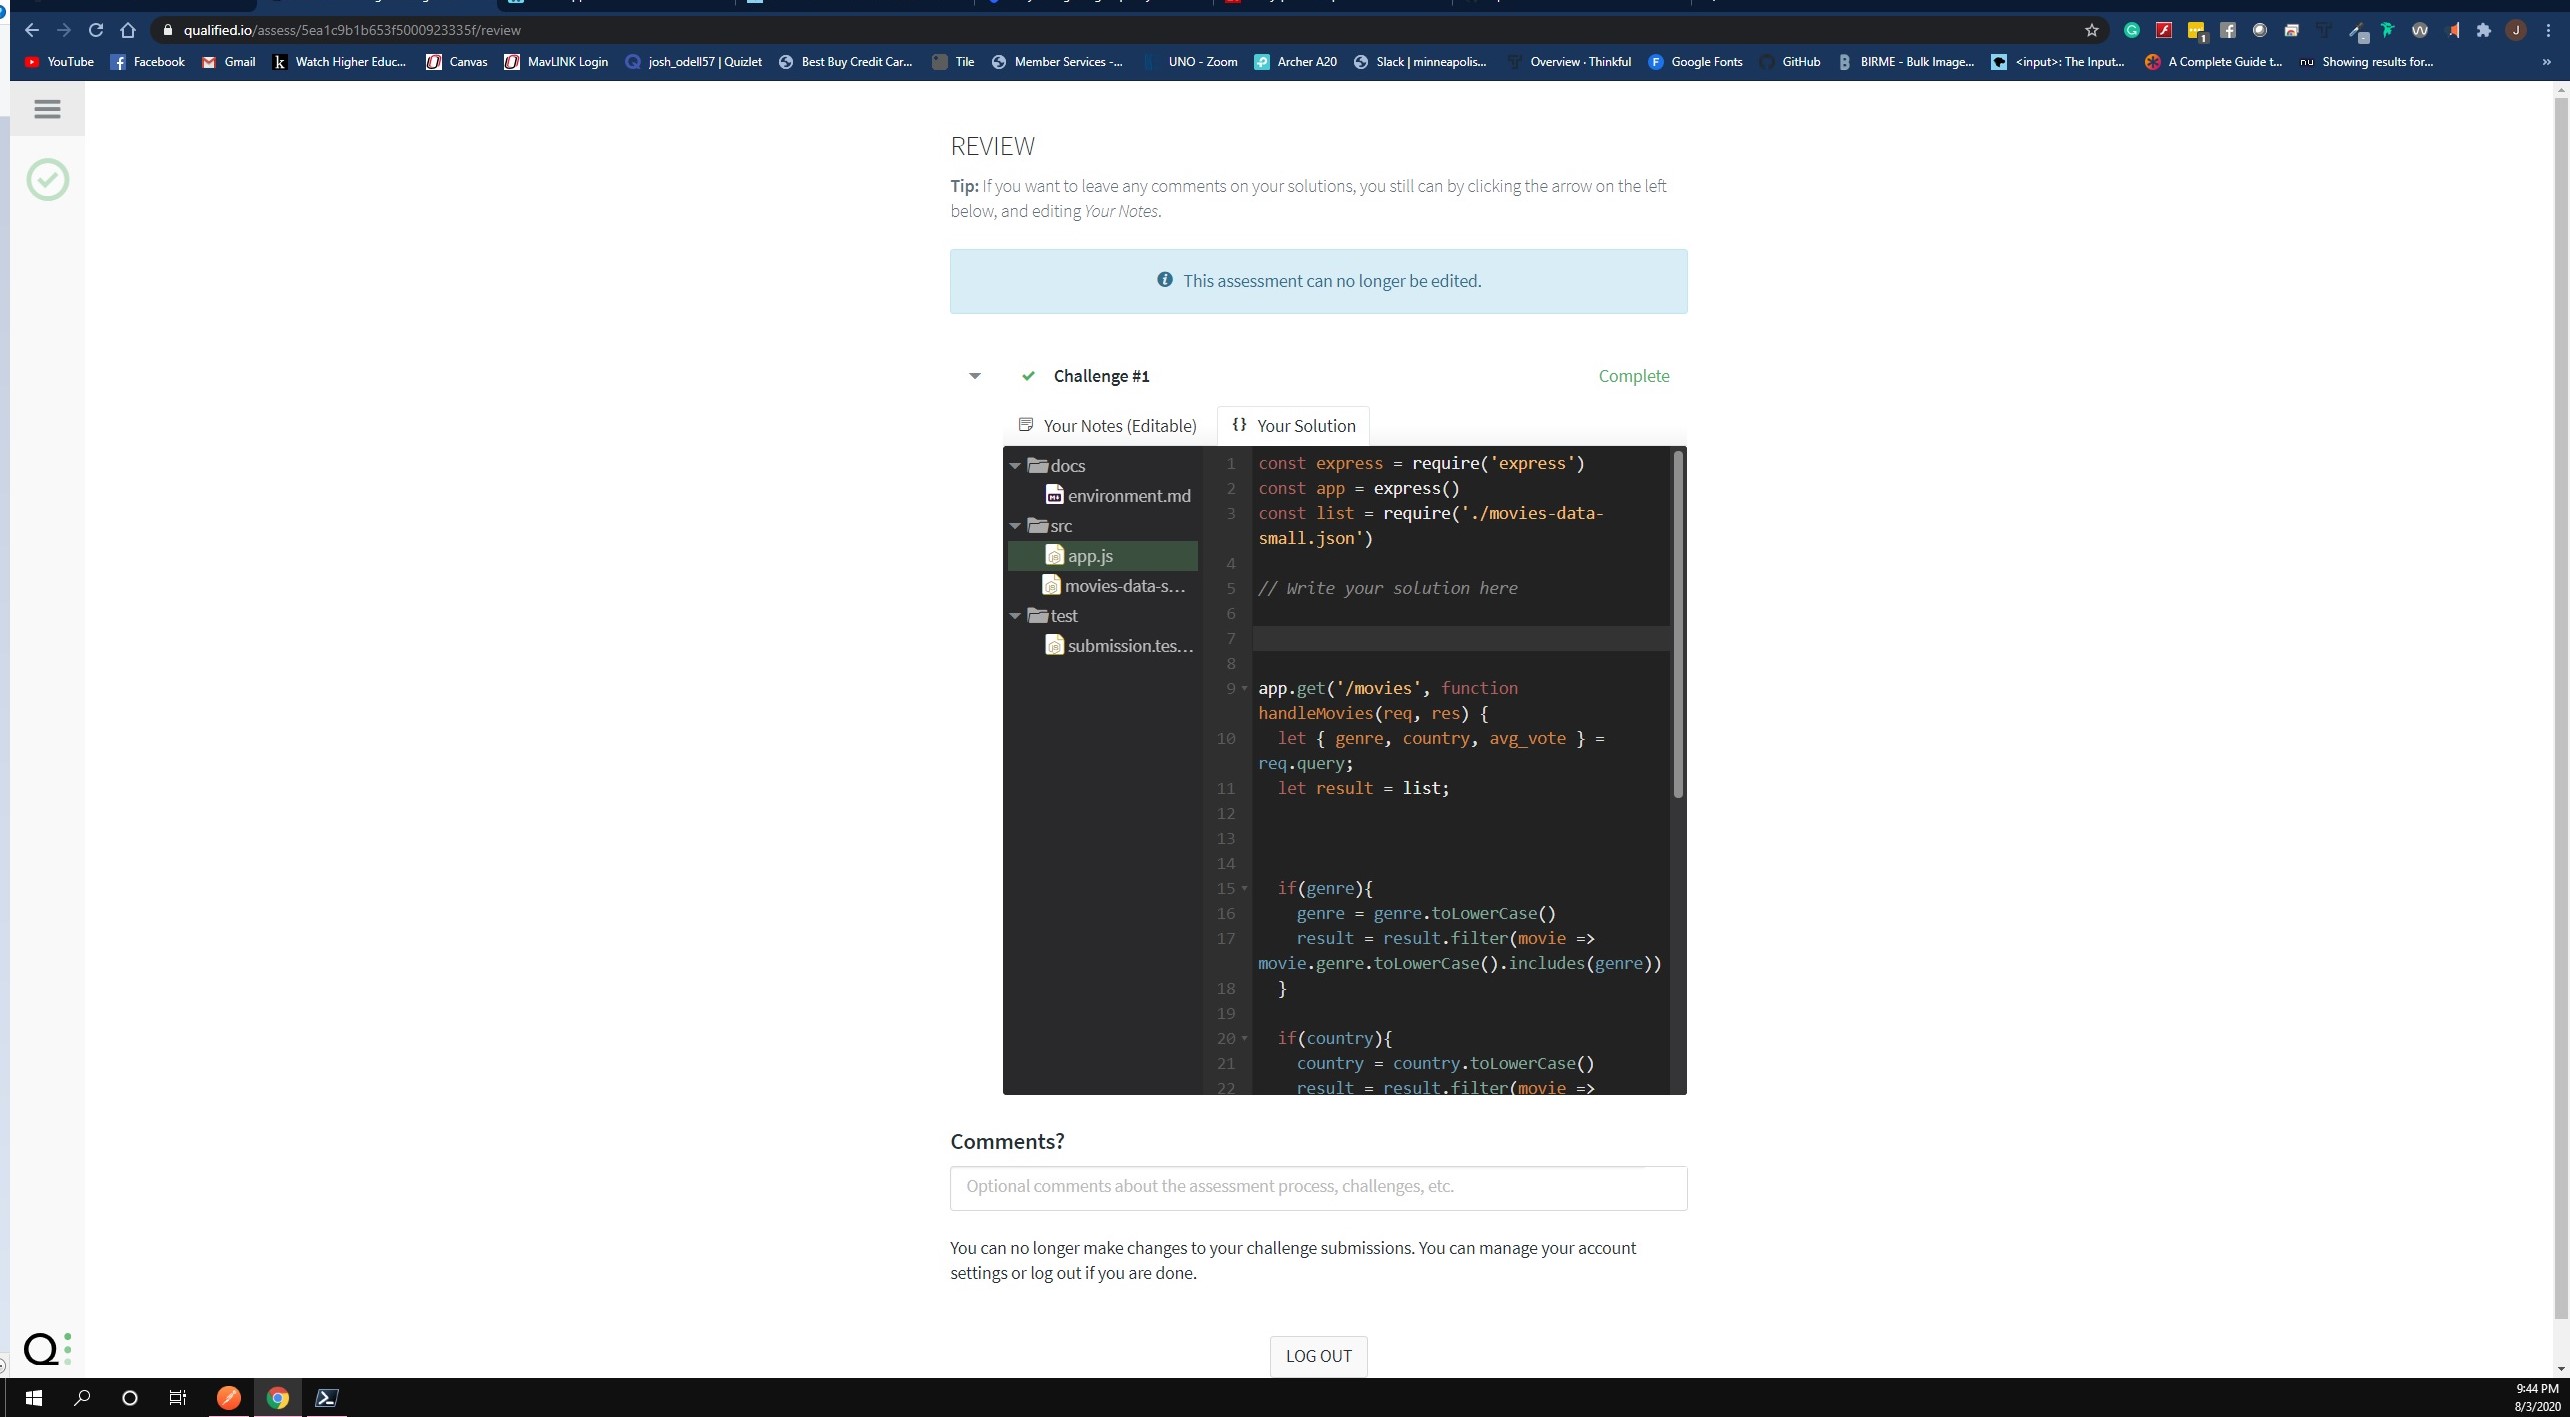 qualified.io/assess/5ea1c9b1b653f5000923335f/review
YouTube Facebook Gmail Watch Higher Educ... Canvas MavLINK Login josh_odell57 | Quizlet Best Buy Credit Car... Tile Member Services -... UNO - Zoom Archer A20 Slack | minneapolis... Overview · Thinkful Google Fonts GitHub BIRME - Bulk Image... <input>: The Input... A Complete Guide t... nu Showing results for... »
REVIEW
Tip: If you want to leave any comments on your solutions, you still can by clicking the arrow on the left
below, and editing Your Notes.
This assessment can no longer be edited.
Challenge #1 Complete
Your Notes (Editable) {} Your Solution
docs
environment.md
src
app.js
movies-data-s...
test
submission.tes...
1 const express = require('express')
2 const app = express()
3 const list = require('./movies-data-
small.json')
4
5 // Write your solution here
6
7
8
9 app.get('/movies', function
handleMovies(req, res) {
10 let { genre, country, avg_vote } =
req.query;
11 let result = list;
12
13
14
15 if(genre){
16 genre = genre.toLowerCase()
17 result = result.filter(movie =>
movie.genre.toLowerCase().includes(genre))
18 }
19
20 if(country){
21 country = country.toLowerCase()
22 result = result.filter(movie =>
Comments?
Optional comments about the assessment process, challenges, etc.
You can no longer make changes to your challenge submissions. You can manage your account
settings or log out if you are done.
LOG OUT
Q
9:44 PM
8/3/2020